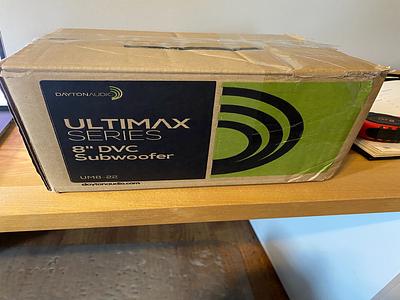 DAYTONAUDIO
ULTIMAX
SERIES
8" DVC
Subwoofer
UM8-22
daytonaudio.com